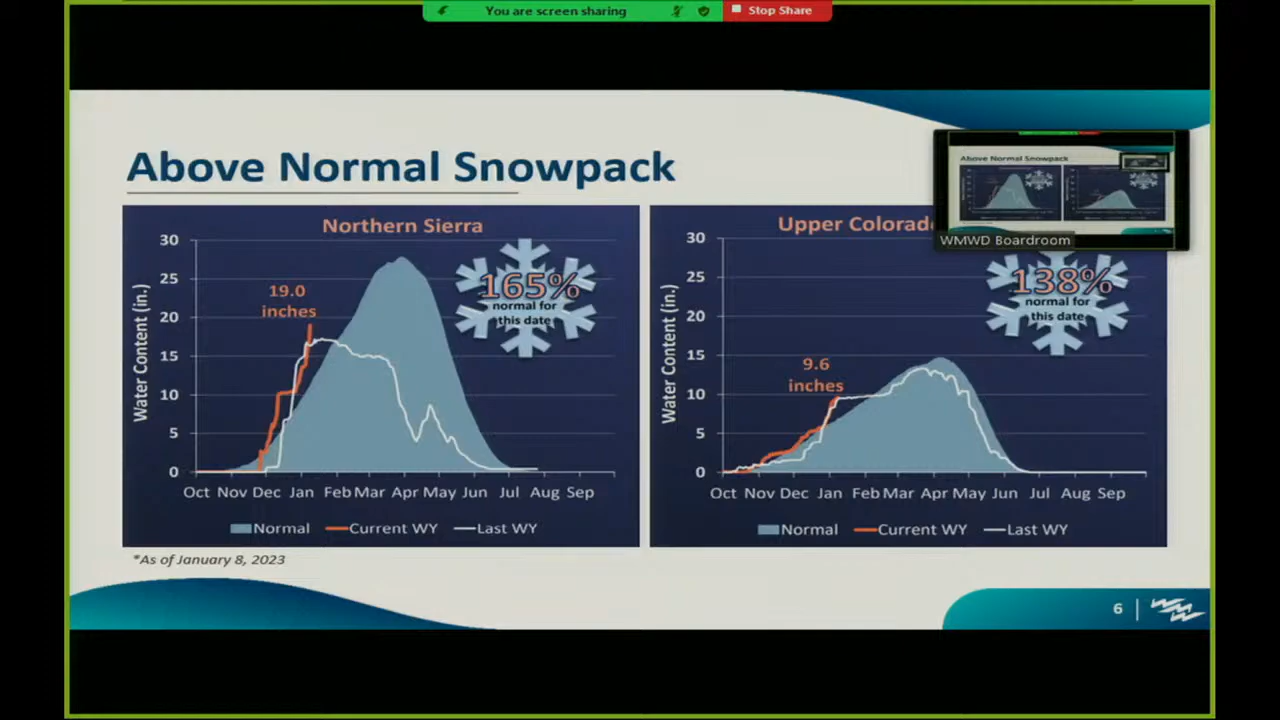 You are screen sharing
Stop Share
Above Normal Snowpack
WMWD Boardroom
Northern Sierra
30
25
20
15
10
5
0
Water Content (in.)
19.0
inches
165%
normal for
this date
Oct Nov Dec Jan Feb Mar Apr May Jun Jul Aug Sep
Normal Current WY Last WY
Upper
30
25
20
15
10
5
0
Water Content (in.)
9.6
inches
138%
normal for
this date
Oct Nov Dec Jan Feb Mar Apr May Jun Jul Aug Sep
Normal Current WY Last WY
*As of January 8, 2023
6